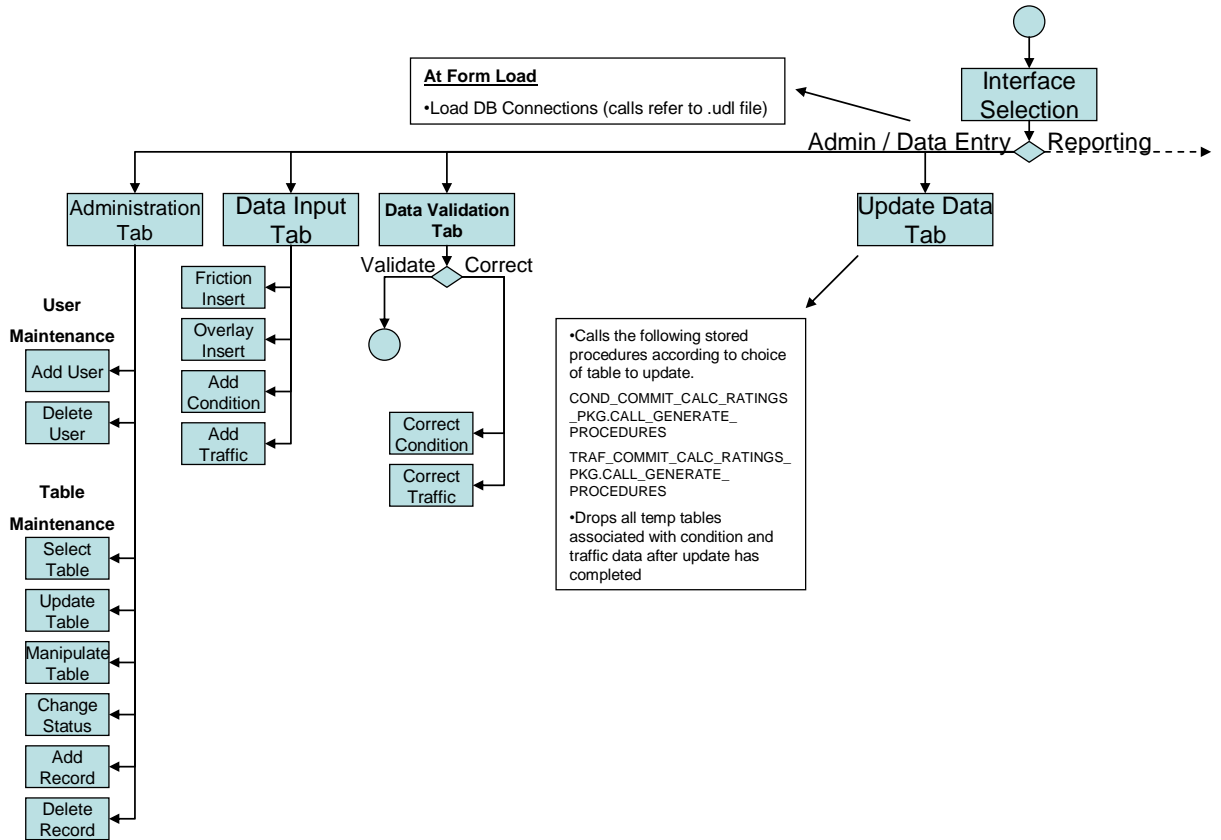 At Form Load
•Load DB Connections (calls refer to .udl file)
Interface
Selection
Admin / Data Entry
Reporting
Administration
Tab
Data Input
Tab
Data Validation
Tab
Update Data
Tab
Validate
Correct
Friction
Insert
Overlay
Insert
Add
Condition
Add
Traffic
User
Maintenance
Add User
Delete
User
Correct
Condition
Correct
Traffic
•Calls the following stored
procedures according to choice
of table to update.
COND_COMMIT_CALC_RATINGS
_PKG.CALL_GENERATE_
PROCEDURES
TRAF_COMMIT_CALC_RATINGS_
PKG.CALL_GENERATE_
PROCEDURES
•Drops all temp tables
associated with condition and
traffic data after update has
completed
Table
Maintenance
Select
Table
Update
Table
Manipulate
Table
Change
Status
Add
Record
Delete
Record